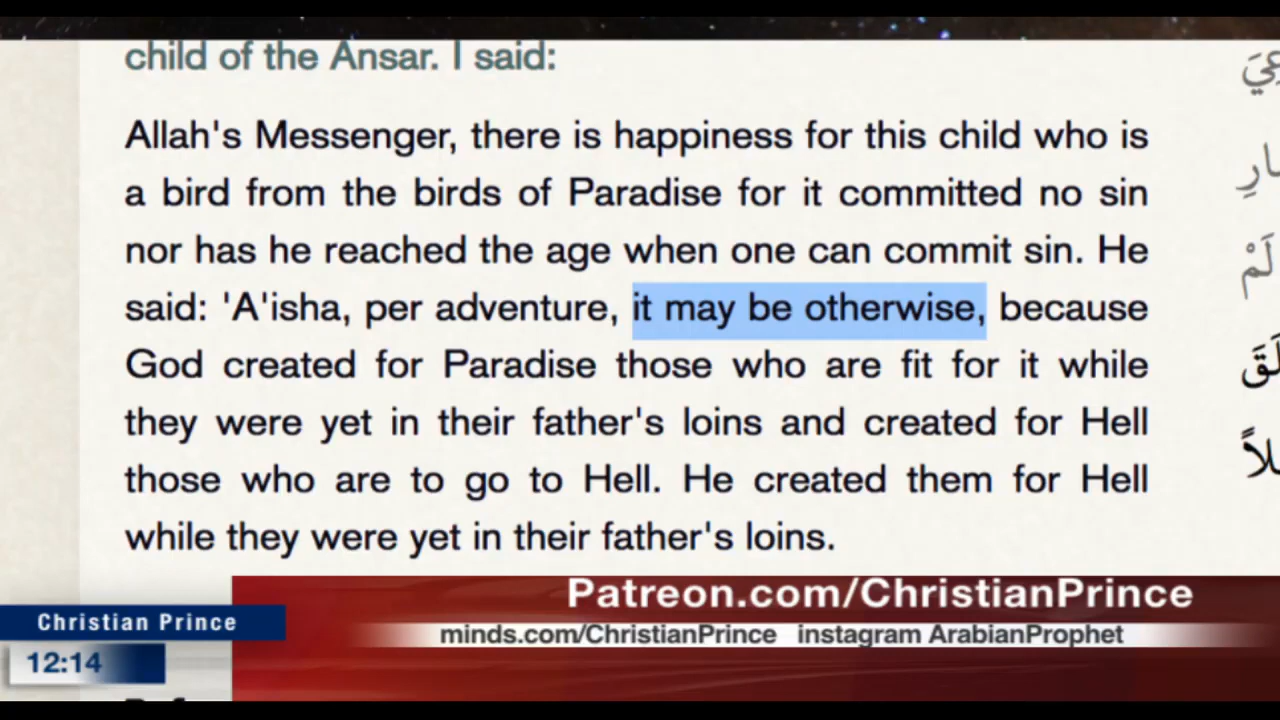 child of the Ansar. I said:
Allah's Messenger, there is happiness for this child who is
a bird from the birds of Paradise for it committed no sin
nor has he reached the age when one can commit sin. He
said: 'A'isha, per adventure, it may be otherwise, because
God created for Paradise those who are fit for it while
they were yet in their father's loins and created for Hell
those who are to go to Hell. He created them for Hell
while they were yet in their father's loins.
Patreon.com/ChristianPrince
Christian Prince
minds.com/ChristianPrince instagram ArabianProphet
12:14